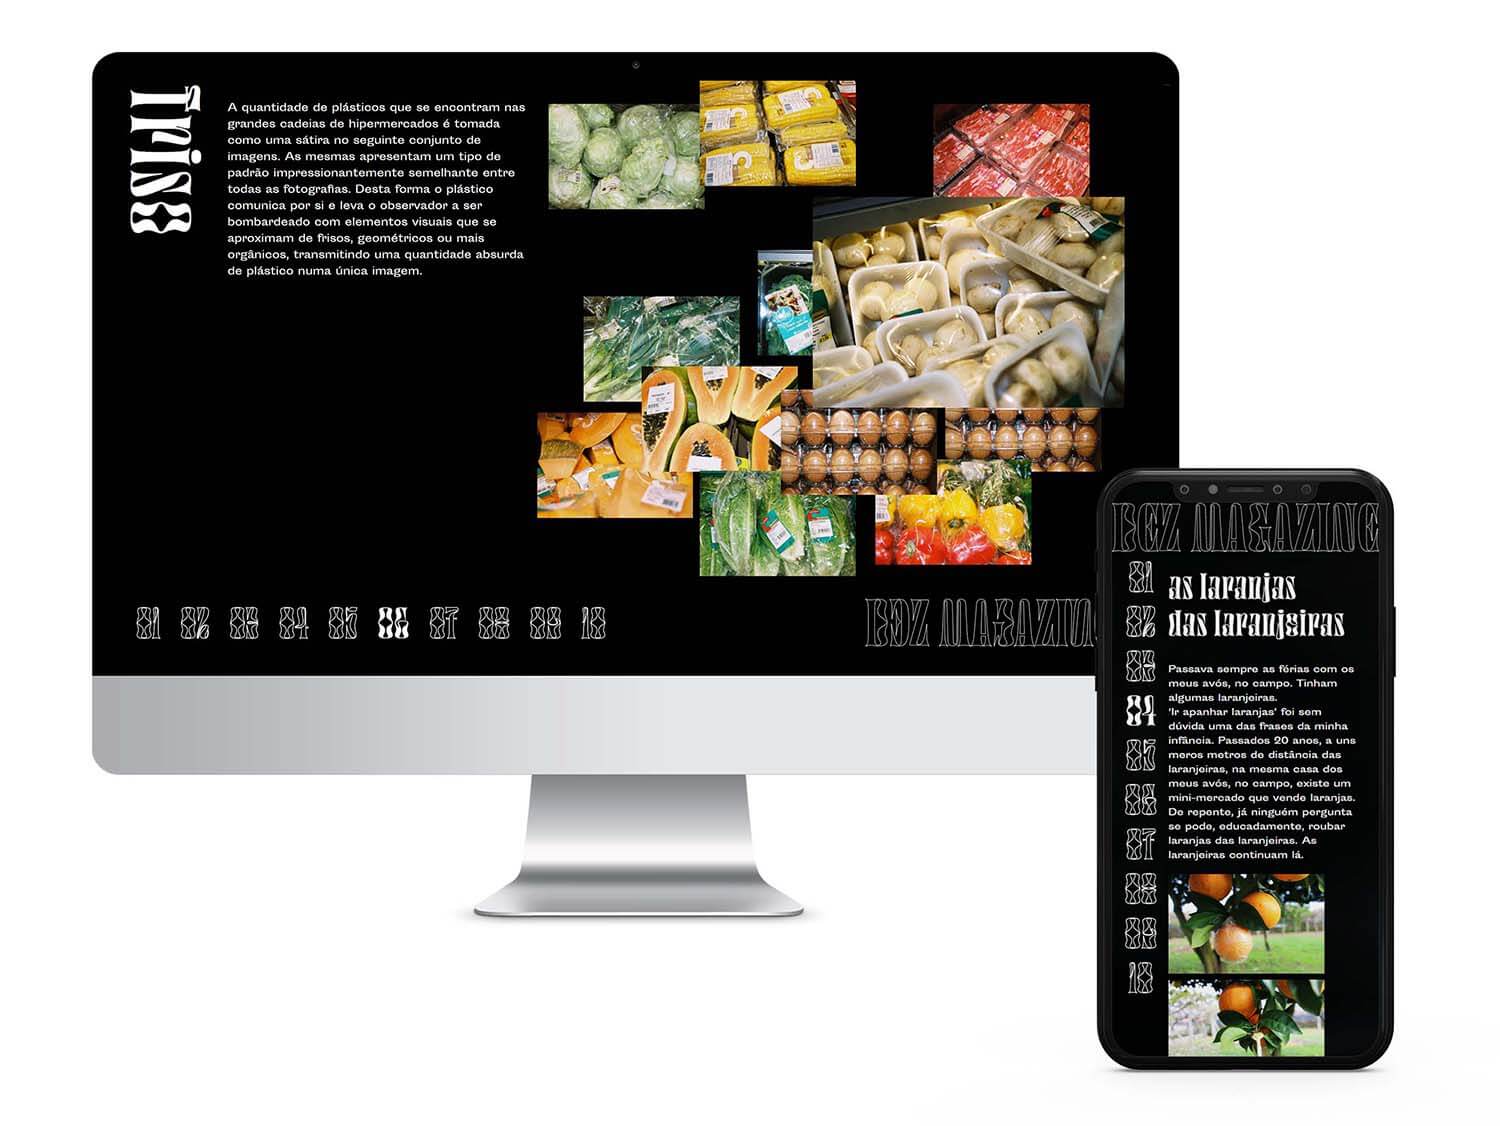 Friso
A quantidade de plásticos que se encontram nas
grandes cadeias de hipermercados é tomada
como uma sátira no seguinte conjunto de
imagens. As mesmas apresentam um tipo de
padrão impressionantemente semelhante entre
todas as fotografias. Desta forma o plástico
comunica por si e leva o observador a ser
bombardeado com elementos visuais que se
aproximam de frisos, geométricos ou mais
orgânicos, transmitindo uma quantidade absurda
de plástico numa única imagem.
01 02 03 04 05 06 07 08 09 10
MAGAZIN
MAGAZINE
01
02
03
04
05
06
07
08
09
10
as laranjas
das laranjeiras
Passava sempre as férias com os
meus avós, no campo. Tinham
algumas laranjeiras.
'Ir apanhar laranjas' foi sem
dúvida uma das frases da minha
infância. Passados 20 anos, a uns
meros metros de distância das
laranjeiras, na mesma casa dos
meus avós, no campo, existe um
mini-mercado que vende laranjas.
De repente, já ninguém pergunta
se pode, educadamente, roubar
laranjas das laranjeiras. As
laranjeiras continuam lá.